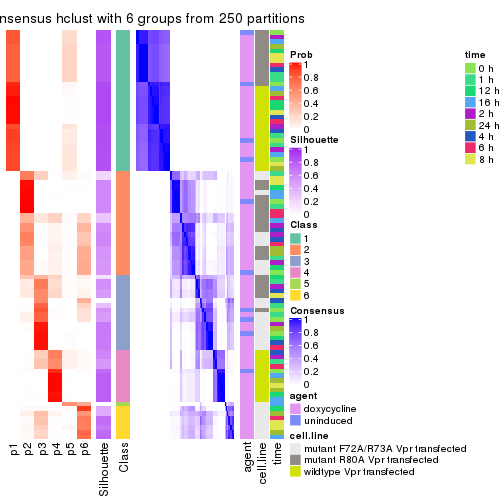 nsensus hclust with 6 groups from 250 partitions
Prob
1
0.8
0.6
0.4
0.2
0
Silhouette
1
0.8
0.6
0.4
0.2
0
Class
1
2
3
4
5
6
Consensus
1
0.8
0.6
0.4
0.2
0
agent
doxycycline
uninduced
cell.line
mutant F72A/R73A Vpr transfected
mutant R80A Vpr transfected
wildtype Vpr transfected
time
0 h
1 h
12 h
16 h
2 h
24 h
4 h
6 h
8 h
p1
p2
p3
p4
p5
p6
Silhouette
Class
agent
cell.line
time